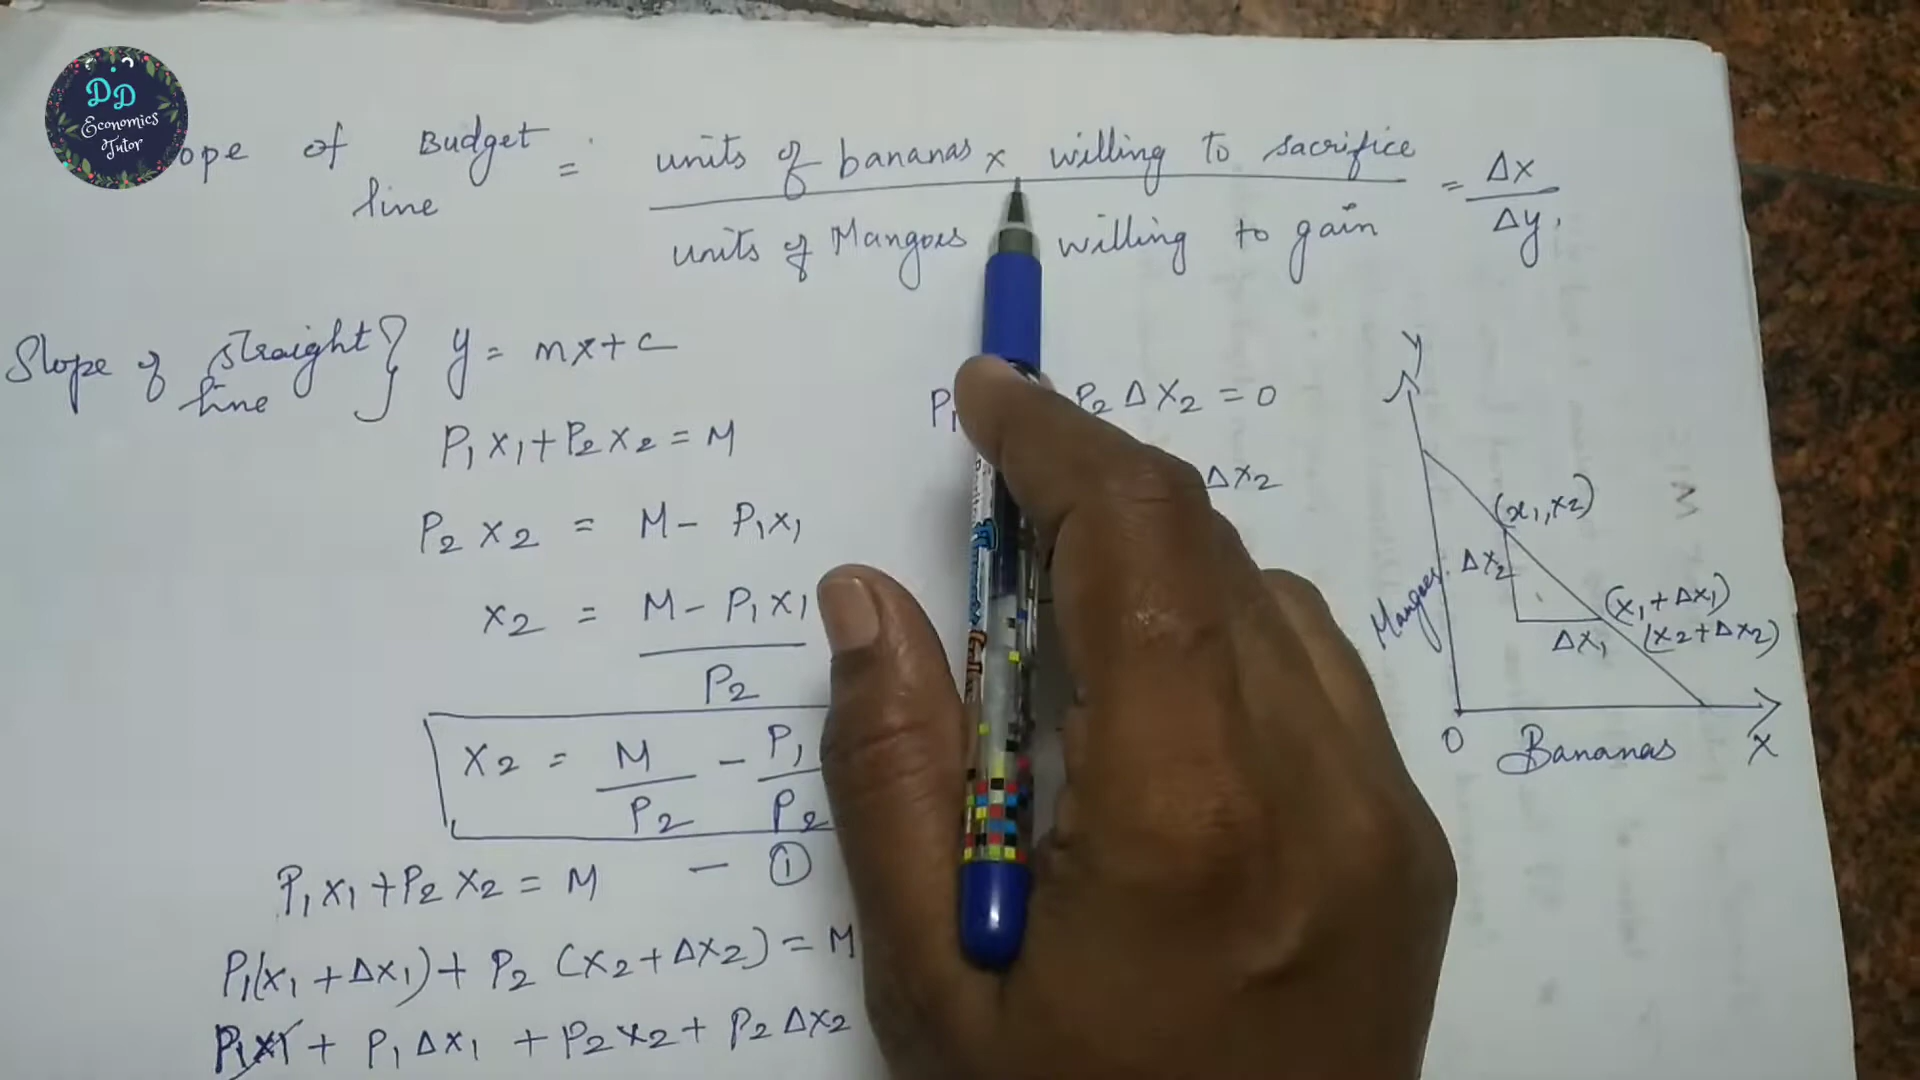 DD
Economics
Tutor
ope of Budget line = units of bananas x willing to sacrifice / units of Mangoes willing to gain = Δx / Δy.
Slope of straight line } y = mx + c
P₁x₁ + P₂x₂ = M
P₂x₂ = M - P₁x₁
x₂ = M - P₁x₁ / P₂
x₂ = M / P₂ - P₁ / P₂
P₁x₁ + P₂x₂ = M - ①
P₁(x₁ + Δx₁) + P₂(x₂ + Δx₂) = M
P₁x₁ + P₁Δx₁ + P₂x₂ + P₂Δx₂
P₁ P₂Δx₂ = 0
Δx₂
y
(x₁, x₂)
Δx₂
Mangoes
(x₁ + Δx₁)
(x₂ + Δx₂)
Δx₁
0 Bananas x